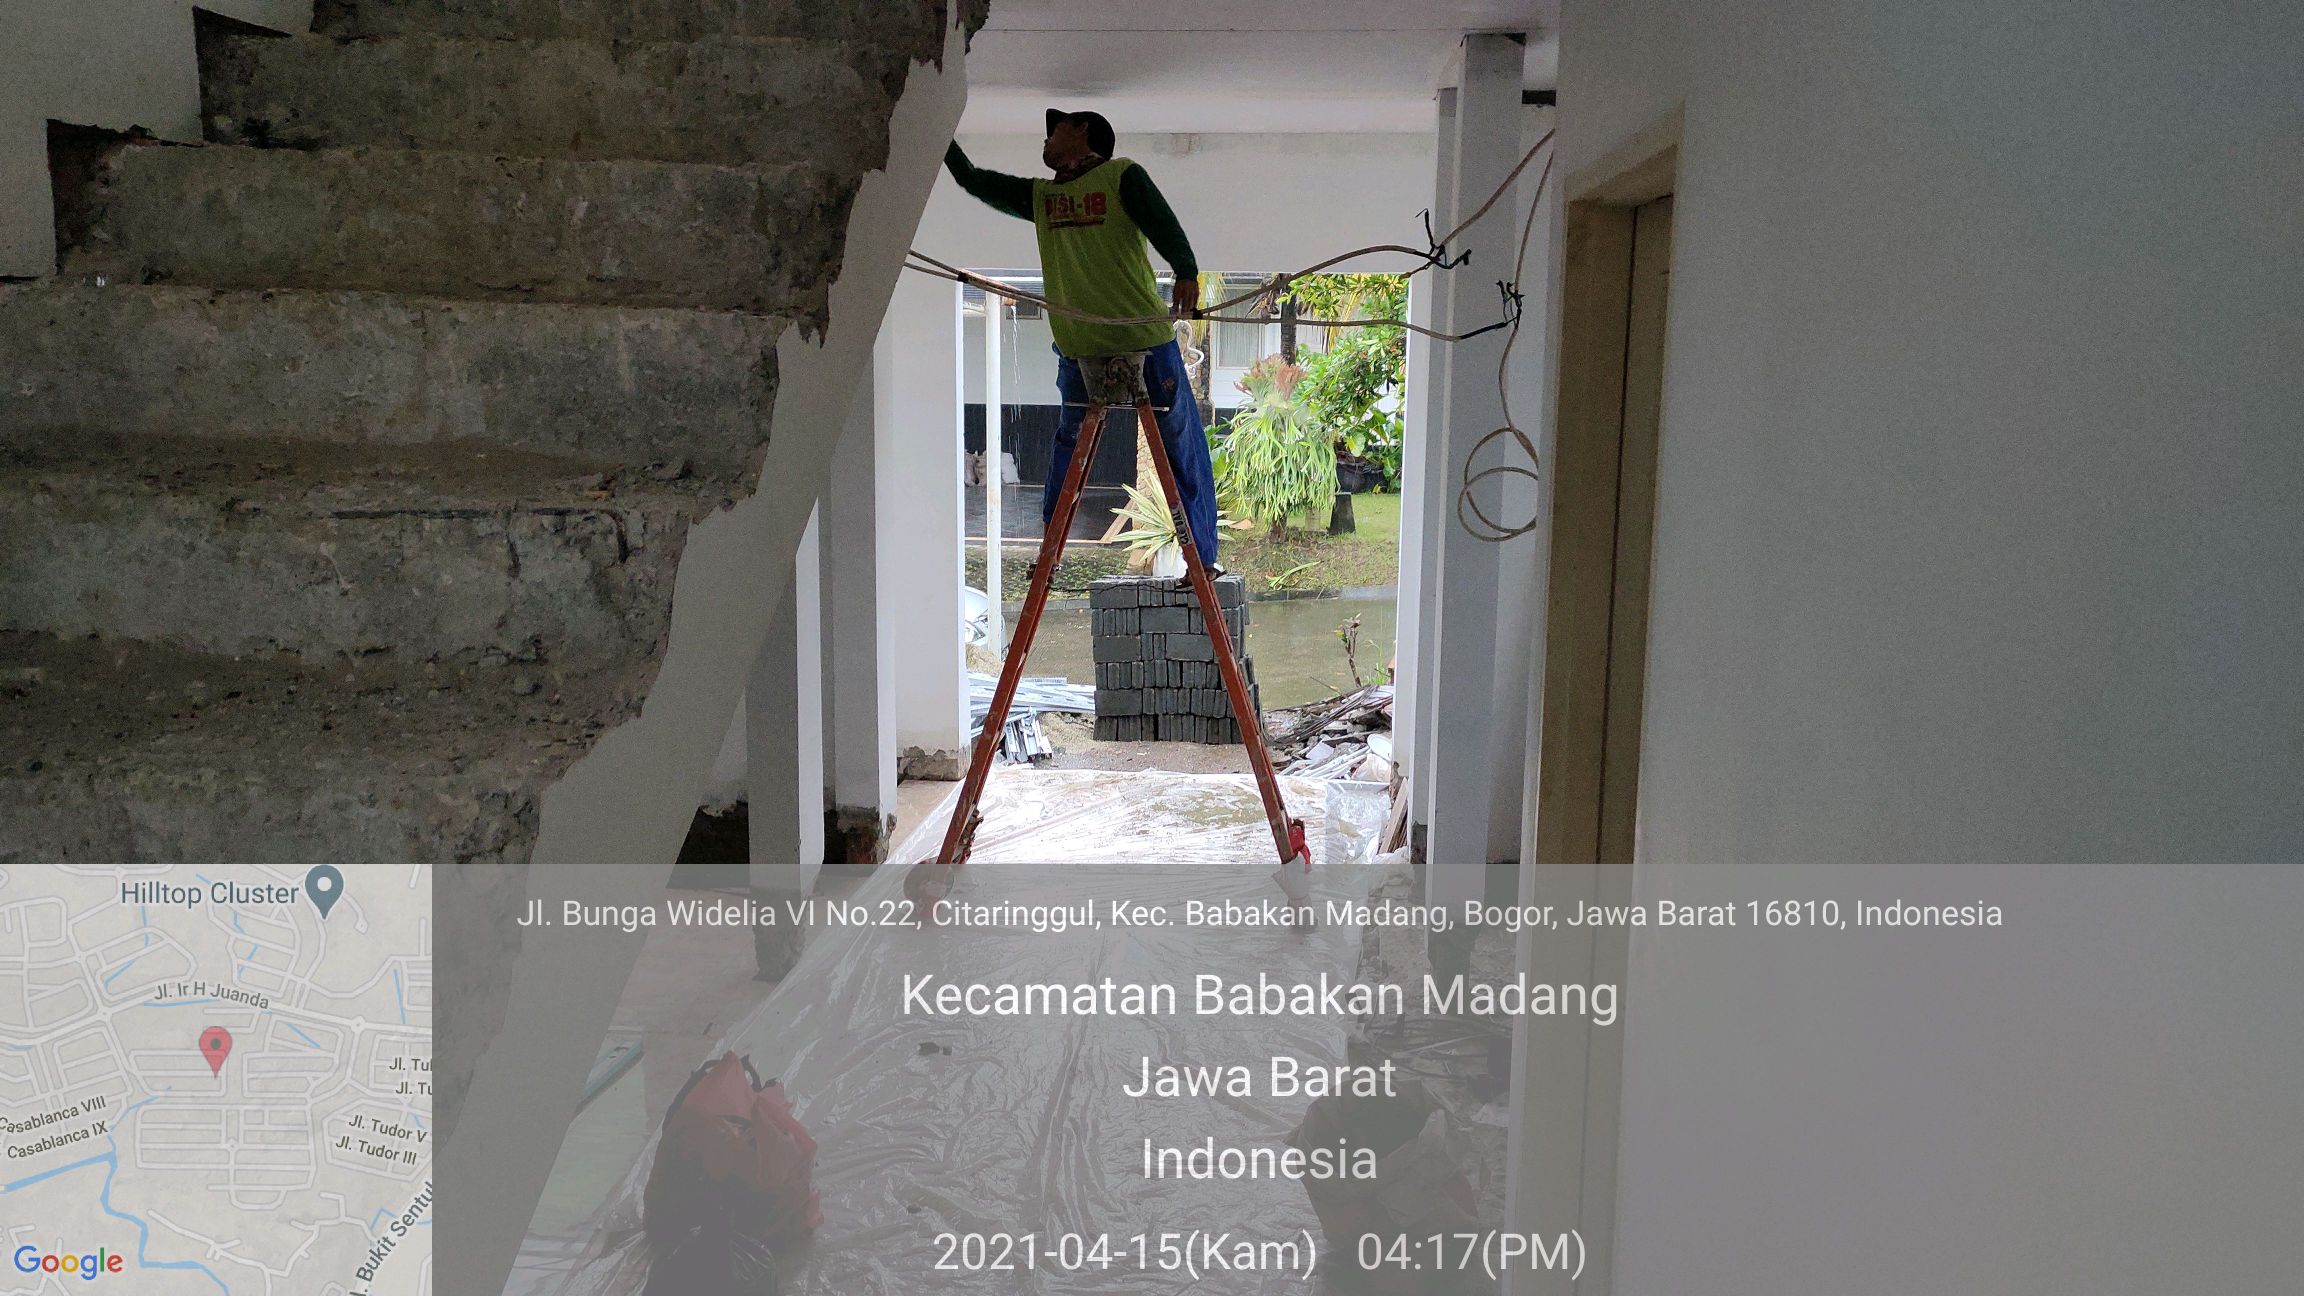 Hilltop Cluster
Jl. Ir H Juanda
Jl. Tul
Jl. Tu
Casablanca VIII
Casablanca IX
Jl. Tudor V
Jl. Tudor III
l. Bukit Sentul
Google
Jl. Bunga Widelia VI No.22, Citaringgul, Kec. Babakan Madang, Bogor, Jawa Barat 16810, Indonesia
Kecamatan Babakan Madang
Jawa Barat
Indonesia
2021-04-15(Kam) 04:17(PM)